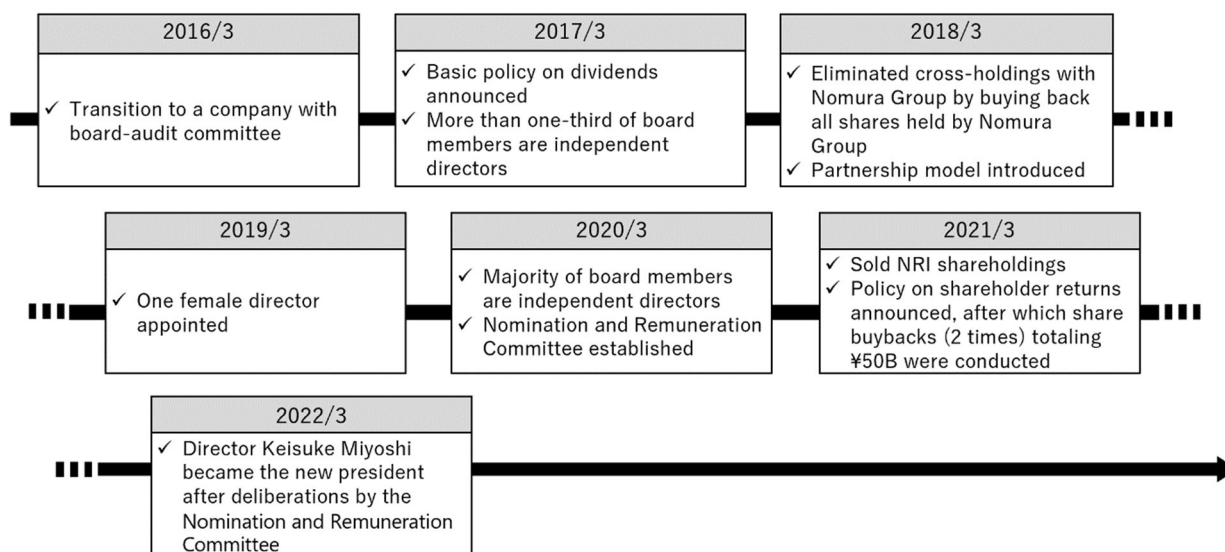 2016/3
✓ Transition to a company with
board-audit committee
2017/3
✓ Basic policy on dividends
announced
✓ More than one-third of board
members are independent
directors
2018/3
✓ Eliminated cross-holdings with
Nomura Group by buying back
all shares held by Nomura
Group
✓ Partnership model introduced
2019/3
✓ One female director
appointed
2020/3
✓ Majority of board members
are independent directors
✓ Nomination and Remuneration
Committee established
2021/3
✓ Sold NRI shareholdings
✓ Policy on shareholder returns
announced, after which share
buybacks (2 times) totaling
¥50B were conducted
2022/3
✓ Director Keisuke Miyoshi
became the new president
after deliberations by the
Nomination and Remuneration
Committee